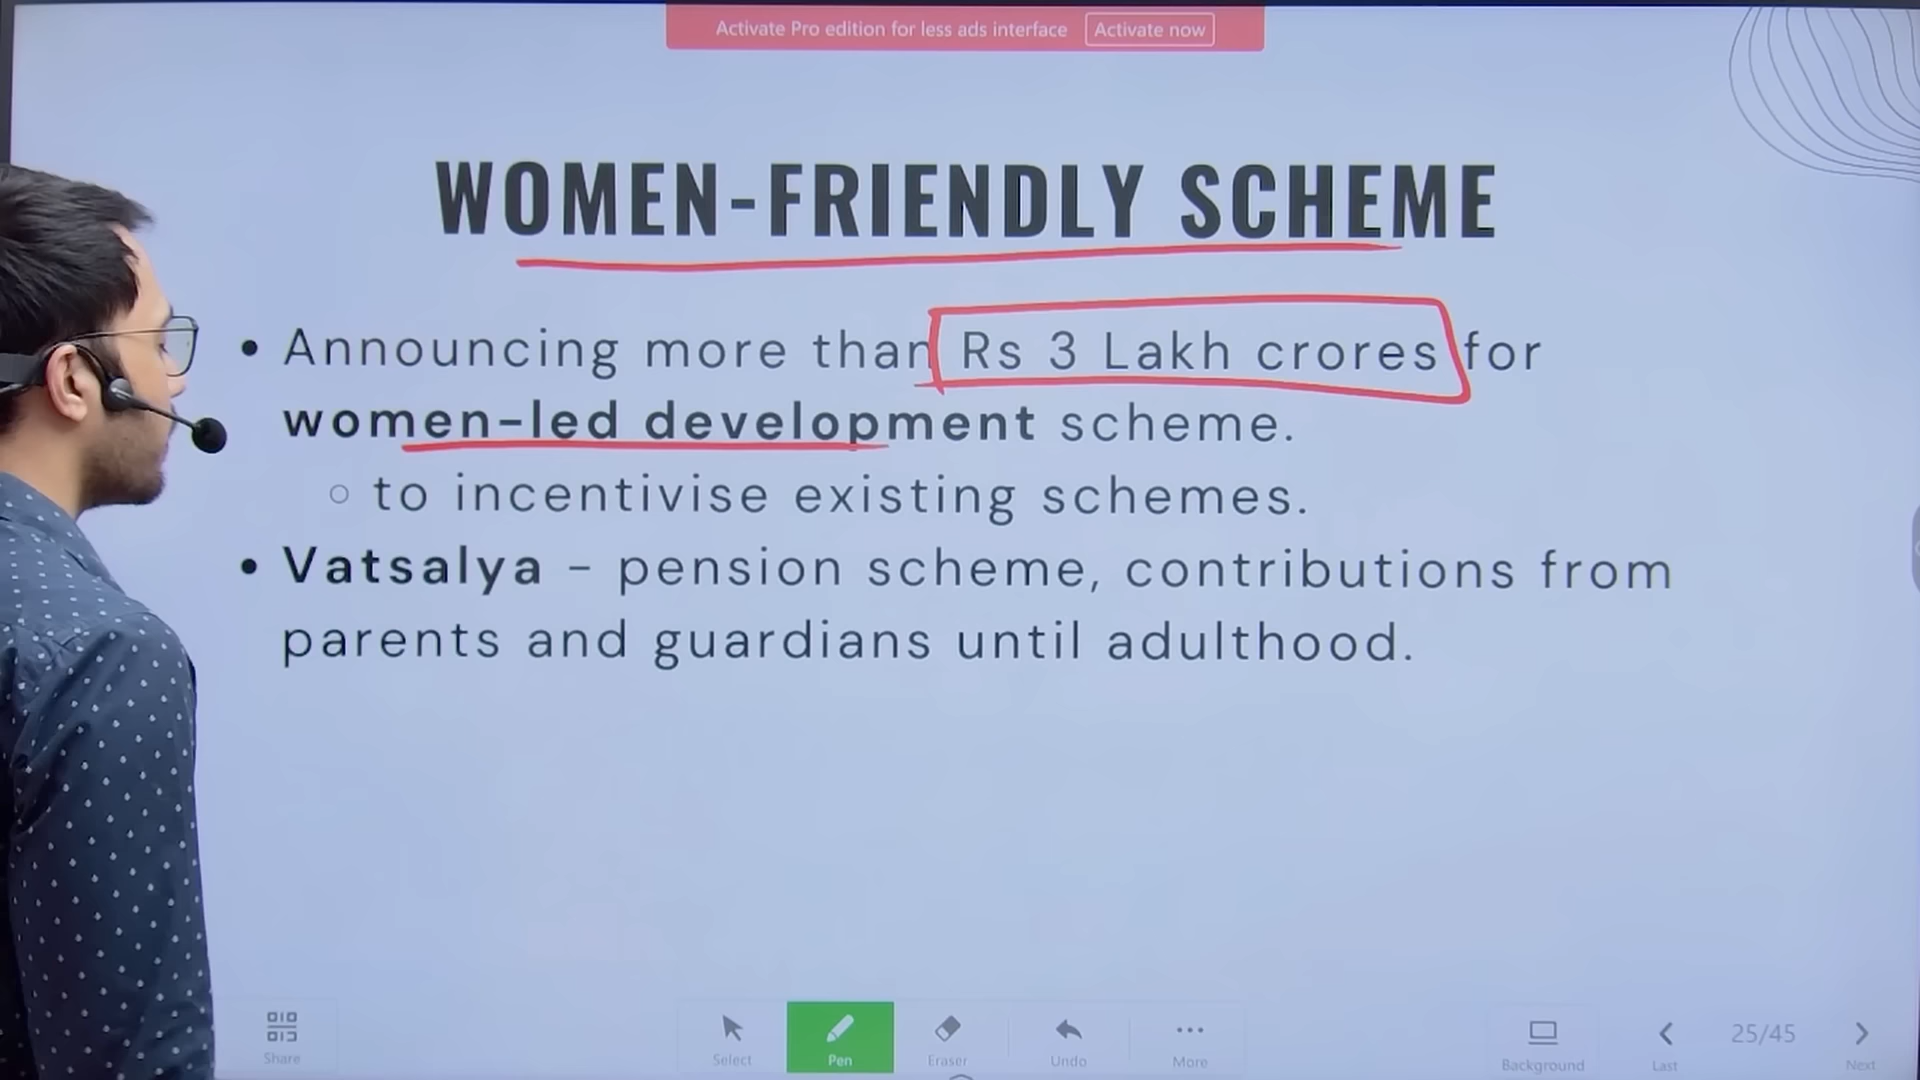 Activate Pro edition for less ads interface Activate now
WOMEN-FRIENDLY SCHEME
• Announcing more than Rs 3 Lakh crores for
women-led development scheme.
○ to incentivise existing schemes.
• Vatsalya - pension scheme, contributions from
parents and guardians until adulthood.
Share Select Pen Eraser Undo More Background Last 25/45 Next